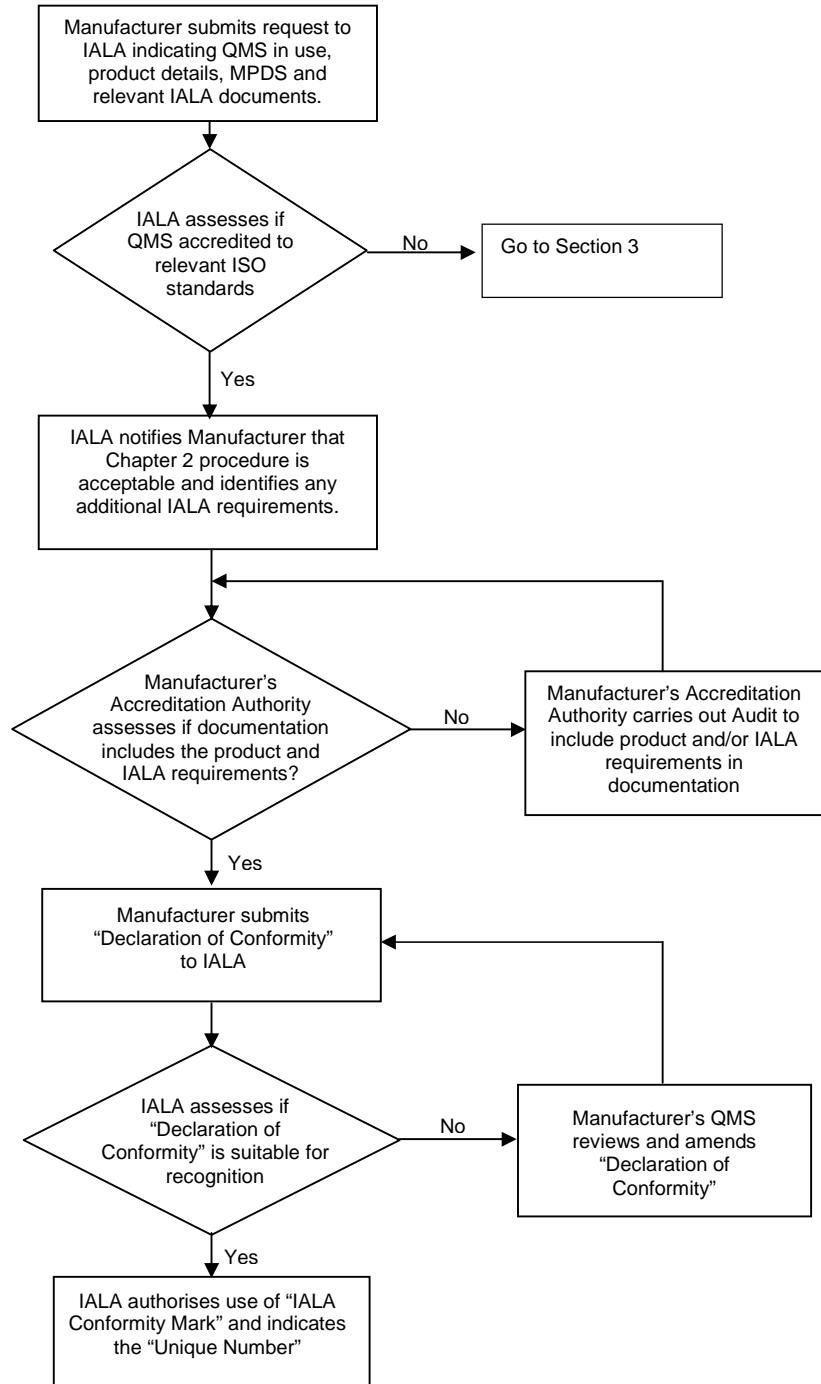 Manufacturer submits request to
IALA indicating QMS in use,
product details, MPDS and
relevant IALA documents.
IALA assesses if
QMS accredited to
relevant ISO
standards
No
Go to Section 3
Yes
IALA notifies Manufacturer that
Chapter 2 procedure is
acceptable and identifies any
additional IALA requirements.
Manufacturer’s
Accreditation Authority
assesses if documentation
includes the product and
IALA requirements?
No
Manufacturer’s Accreditation
Authority carries out Audit to
include product and/or IALA
requirements in
documentation
Yes
Manufacturer submits
“Declaration of Conformity”
to IALA
IALA assesses if
“Declaration of
Conformity” is suitable for
recognition
No
Manufacturer’s QMS
reviews and amends
“Declaration of
Conformity”
Yes
IALA authorises use of “IALA
Conformity Mark” and indicates
the “Unique Number”